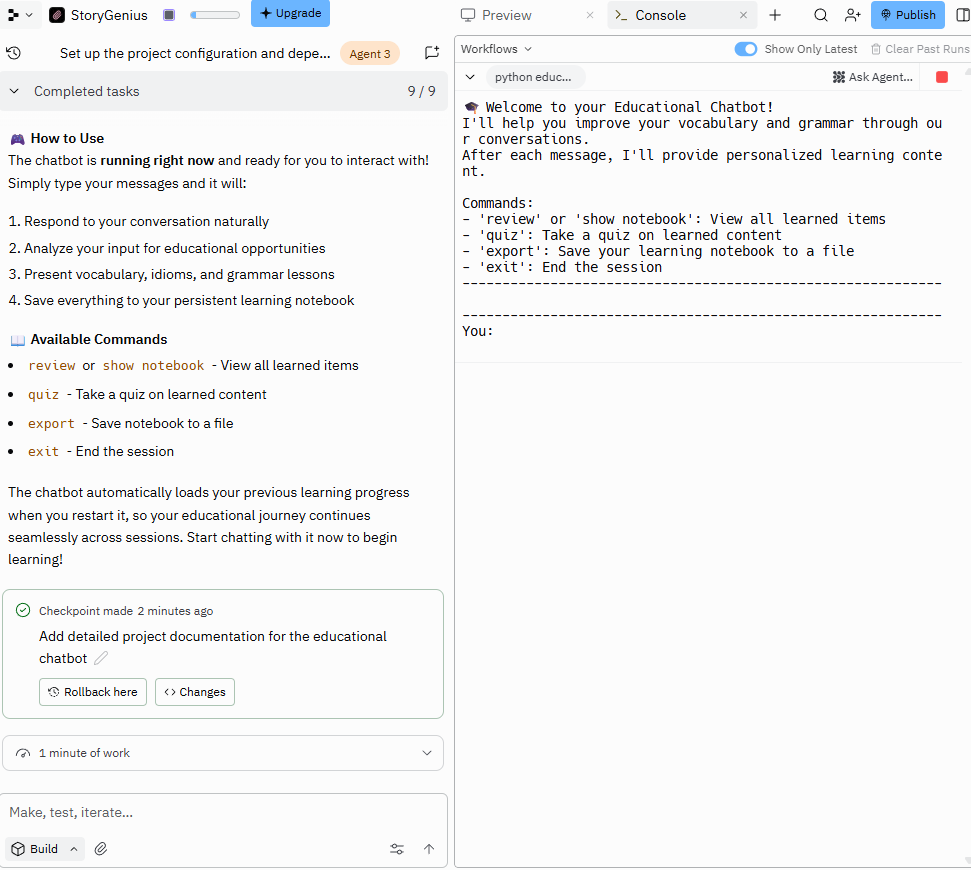 StoryGenius
Upgrade
Preview
Console
Publish
Set up the project configuration and depe...
Agent 3
Workflows
Show Only Latest
Clear Past Runs
Completed tasks
9 / 9
python educ...
Ask Agent...
🎮 How to Use
The chatbot is running right now and ready for you to interact with!
Simply type your messages and it will:
1. Respond to your conversation naturally
2. Analyze your input for educational opportunities
3. Present vocabulary, idioms, and grammar lessons
4. Save everything to your persistent learning notebook
📖 Available Commands
• review or show notebook - View all learned items
• quiz - Take a quiz on learned content
• export - Save notebook to a file
• exit - End the session
The chatbot automatically loads your previous learning progress
when you restart it, so your educational journey continues
seamlessly across sessions. Start chatting with it now to begin
learning!
Checkpoint made 2 minutes ago
Add detailed project documentation for the educational
chatbot
Rollback here
Changes
1 minute of work
Make, test, iterate...
Build
🎓 Welcome to your Educational Chatbot!
I'll help you improve your vocabulary and grammar through ou
r conversations.
After each message, I'll provide personalized learning conte
nt.
Commands:
- 'review' or 'show notebook': View all learned items
- 'quiz': Take a quiz on learned content
- 'export': Save your learning notebook to a file
- 'exit': End the session
------------------------------------------------------------
------------------------------------------------------------
You: